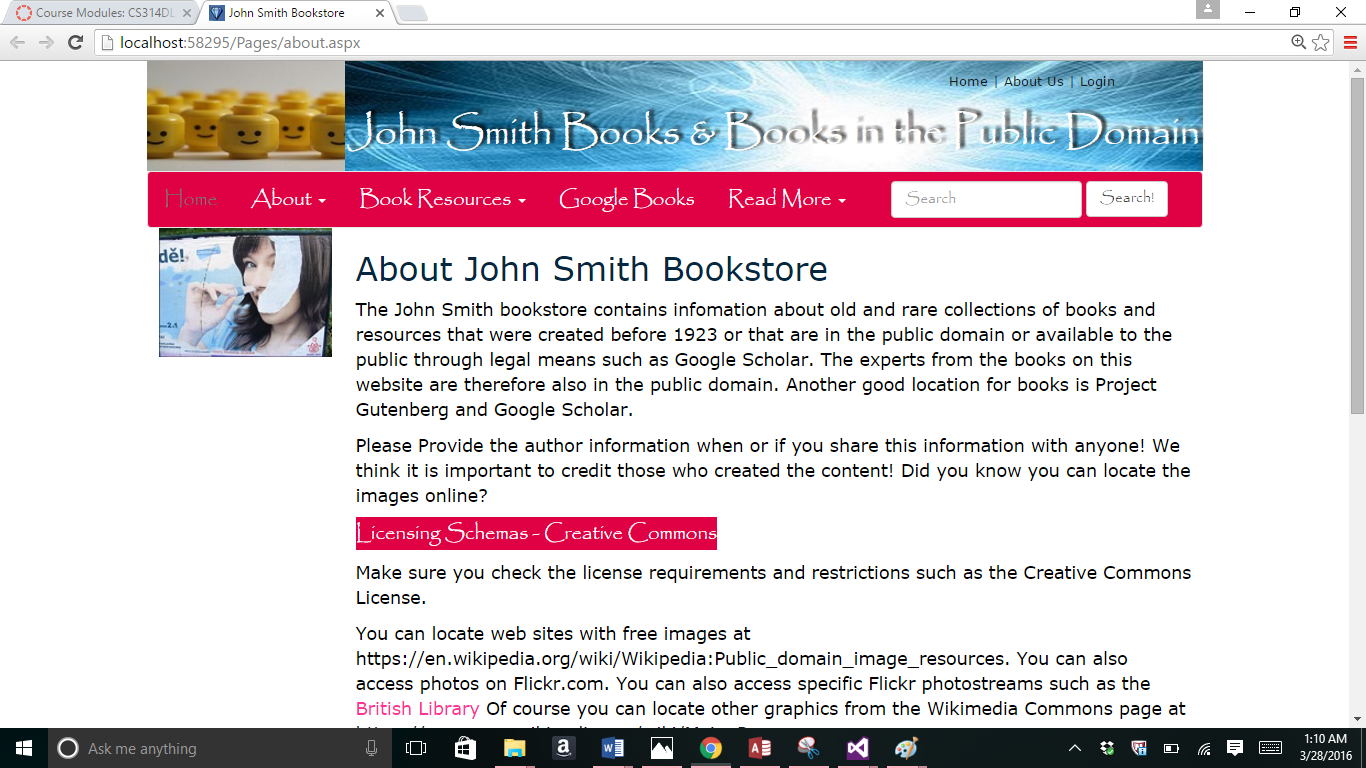 Course Modules: CS314DL
John Smith Bookstore
localhost:58295/Pages/about.aspx
Home | About Us | Login
John Smith Books & Books in the Public Domain
Home About Book Resources Google Books Read More Search Search!
dě!
2.1
About John Smith Bookstore
The John Smith bookstore contains infomation about old and rare collections of books and
resources that were created before 1923 or that are in the public domain or available to the
public through legal means such as Google Scholar. The experts from the books on this
website are therefore also in the public domain. Another good location for books is Project
Gutenberg and Google Scholar.
Please Provide the author information when or if you share this information with anyone! We
think it is important to credit those who created the content! Did you know you can locate the
images online?
Licensing Schemas - Creative Commons
Make sure you check the license requirements and restrictions such as the Creative Commons
License.
You can locate web sites with free images at
https://en.wikipedia.org/wiki/Wikipedia:Public_domain_image_resources. You can also
access photos on Flickr.com. You can also access specific Flickr photostreams such as the
British Library Of course you can locate other graphics from the Wikimedia Commons page at
Ask me anything
1:10 AM
3/28/2016